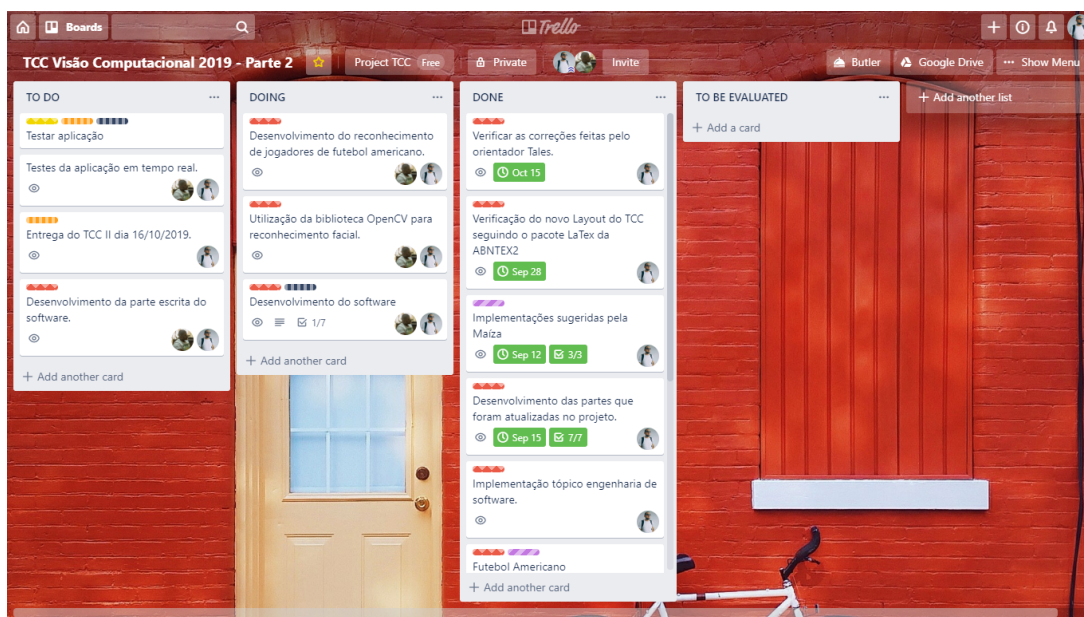 Boards
Trello
TCC Visão Computacional 2019 - Parte 2
Project TCC Free
Private
Invite
Butler
Google Drive
··· Show Menu
TO DO
Testar aplicação
Testes da aplicação em tempo real.
Entrega do TCC II dia 16/10/2019.
Desenvolvimento da parte escrita do
software.
+ Add another card
DOING
Desenvolvimento do reconhecimento
de jogadores de futebol americano.
Utilização da biblioteca OpenCV para
reconhecimento facial.
Desenvolvimento do software
1/7
+ Add another card
DONE
Verificar as correções feitas pelo
orientador Tales.
Oct 15
Verificação do novo Layout do TCC
seguindo o pacote LaTex da
ABNTEX2
Sep 28
Implementações sugeridas pela
Maíza
Sep 12 3/3
Desenvolvimento das partes que
foram atualizadas no projeto.
Sep 15 7/7
Implementação tópico engenharia de
software.
Futebol Americano
+ Add another card
TO BE EVALUATED
+ Add a card
+ Add another list